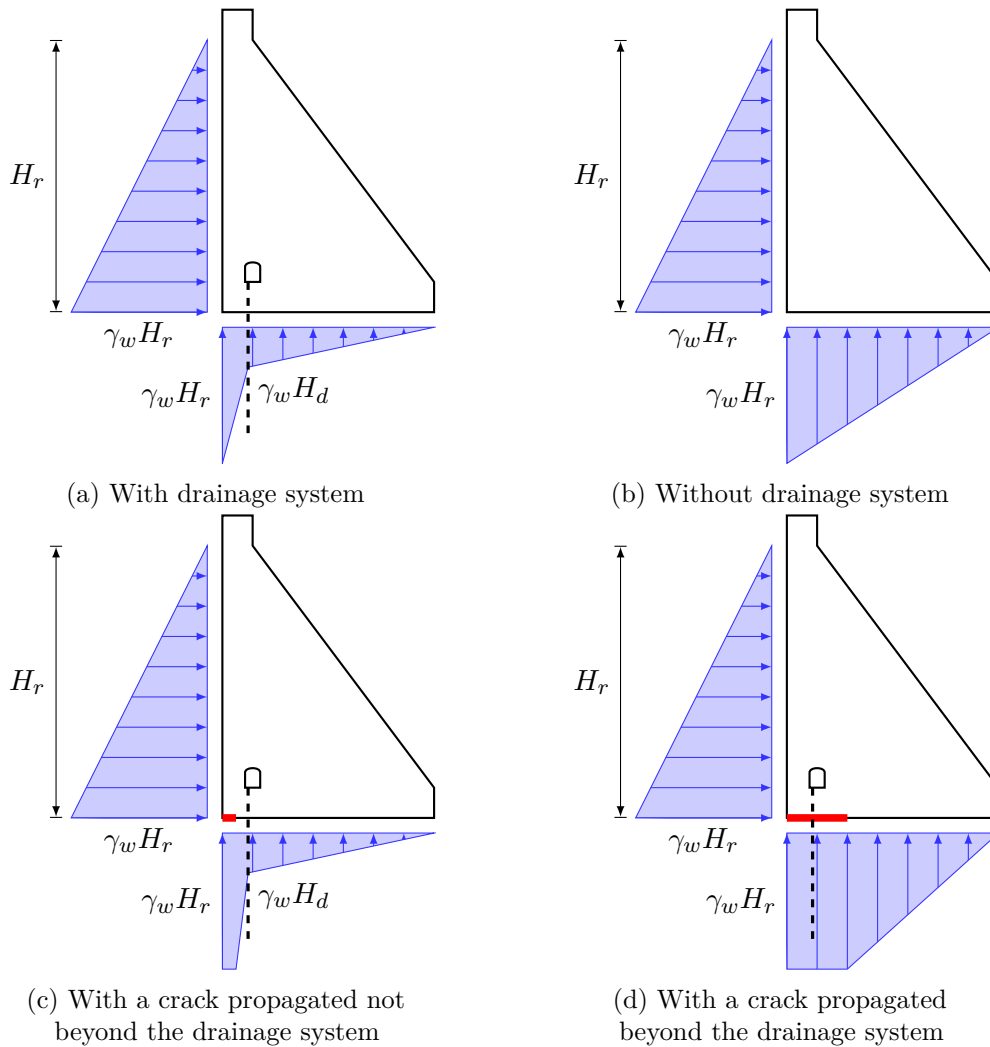 H_r
γ_w H_r
γ_w H_r
γ_w H_d
(a) With drainage system
H_r
γ_w H_r
γ_w H_r
(b) Without drainage system
H_r
γ_w H_r
γ_w H_r
γ_w H_d
(c) With a crack propagated not
beyond the drainage system
H_r
γ_w H_r
γ_w H_r
(d) With a crack propagated
beyond the drainage system